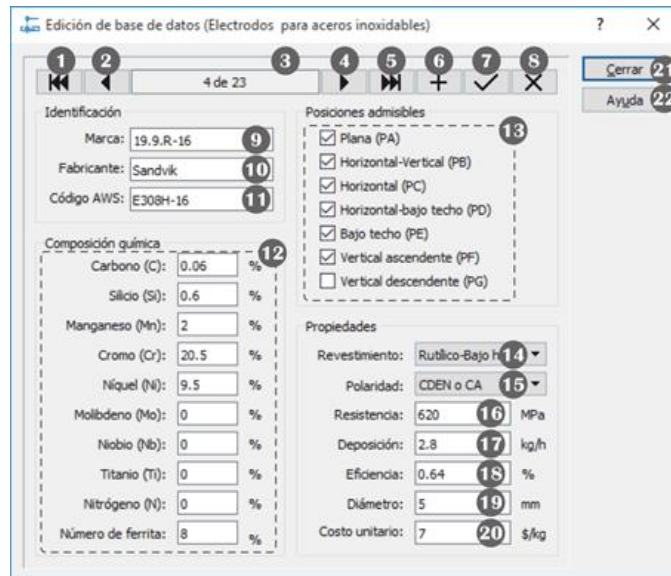 Edición de base de datos (Electrodos para aceros inoxidables) ? ×
1 2 3 4 5 6 7 8
4 de 23
Cerrar 21
Ayuda 22
Identificación
Marca: 19.9.R-16 9
Fabricante: Sandvik 10
Código AWS: E308H-16 11
Posiciones admisibles
13
Plana (PA)
Horizontal-Vertical (PB)
Horizontal (PC)
Horizontal-bajo techo (PD)
Bajo techo (PE)
Vertical ascendente (PF)
Vertical descendente (PG)
Composición química
12
Carbono (C): 0.06 %
Silicio (Si): 0.6 %
Manganeso (Mn): 2 %
Cromo (Cr): 20.5 %
Níquel (Ni): 9.5 %
Molibdeno (Mo): 0 %
Niobio (Nb): 0 %
Titanio (Ti): 0 %
Nitrógeno (N): 0 %
Número de ferrita: 8 %
Propiedades
Revestimiento: Rutílico-Bajo 14
Polaridad: CDEN o CA 15
Resistencia: 620 16 MPa
Deposición: 2.8 17 kg/h
Eficiencia: 0.64 18 %
Diámetro: 5 19 mm
Costo unitario: 7 20 $/kg